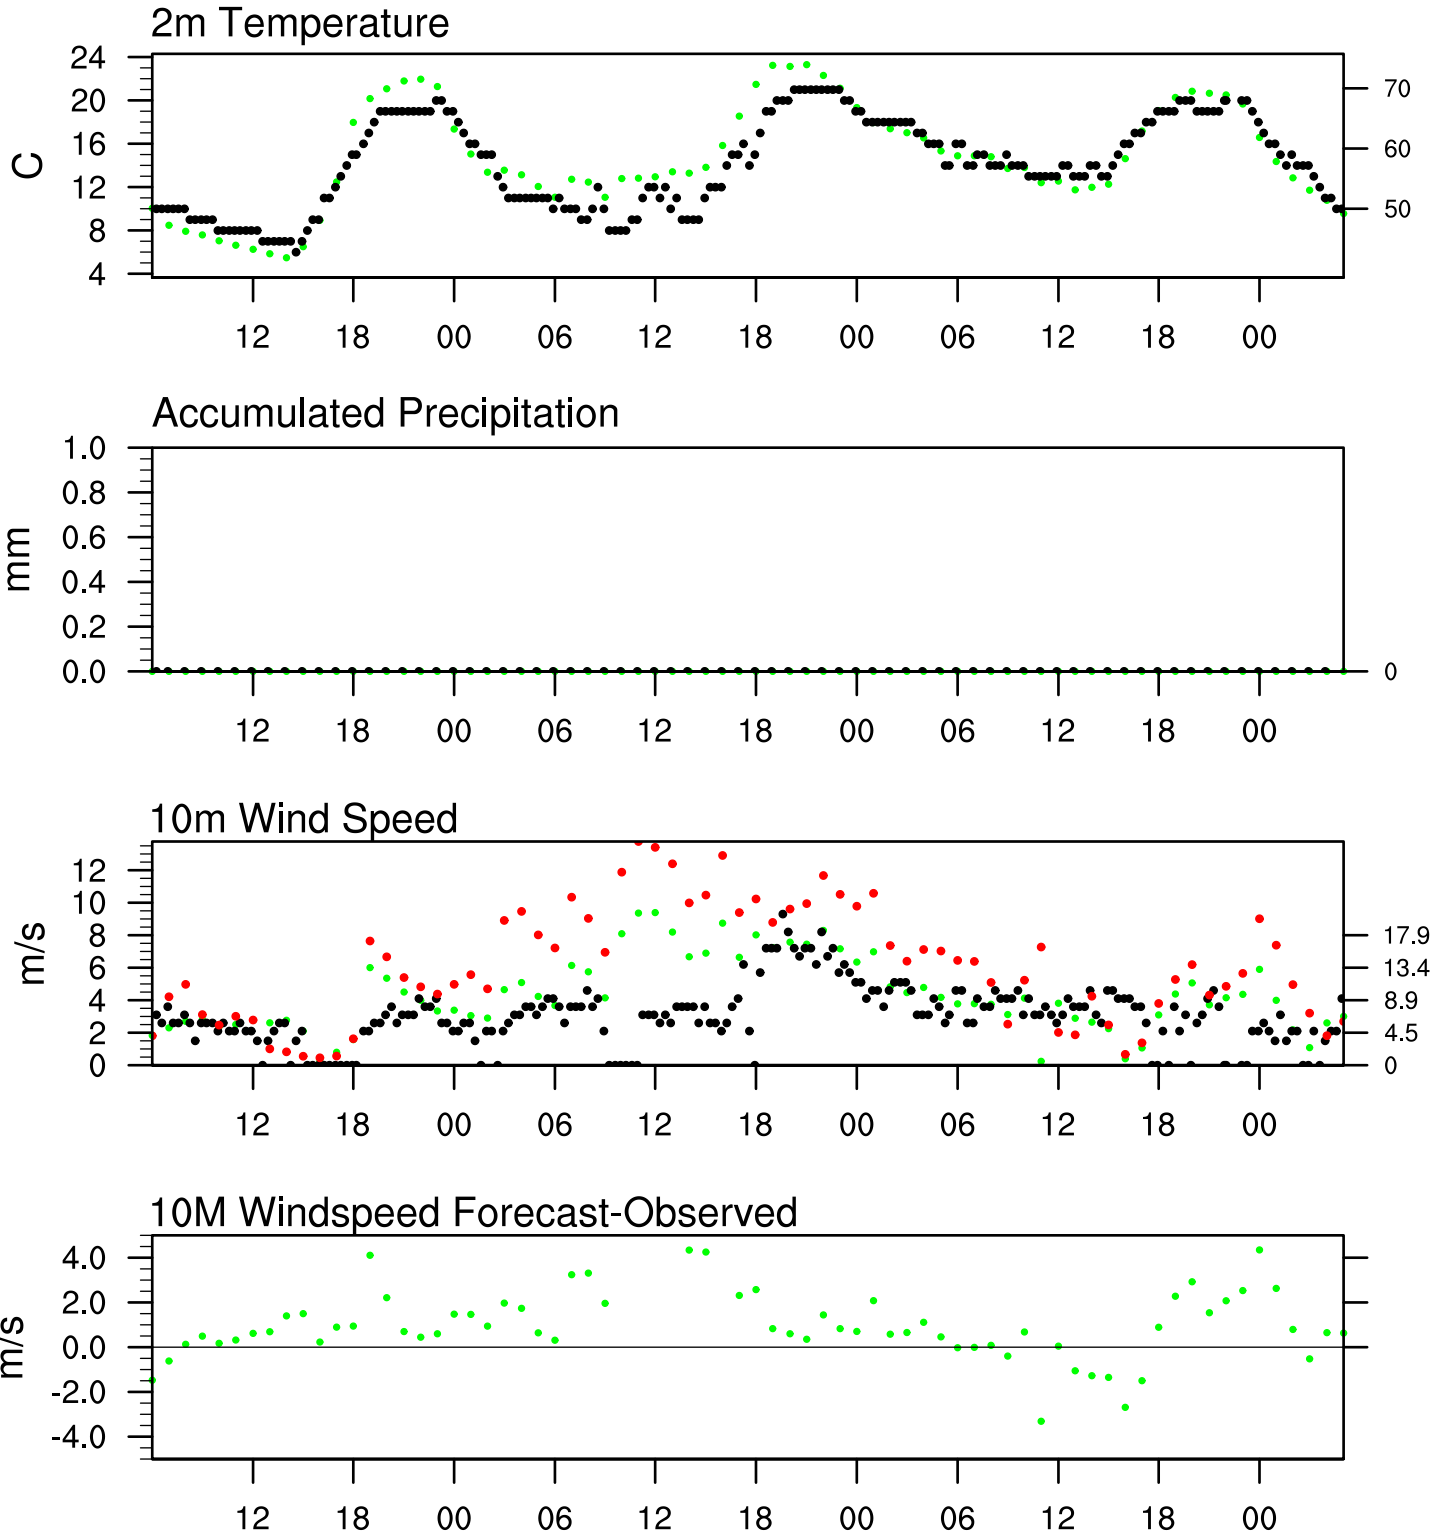 2m Temperature
24
20
16
12
8
4
C
70
60
50
12 18 00 06 12 18 00 06 12 18 00
Accumulated Precipitation
1.0
0.8
0.6
0.4
0.2
0.0
mm
0
12 18 00 06 12 18 00 06 12 18 00
10m Wind Speed
12
10
8
6
4
2
0
m/s
17.9
13.4
8.9
4.5
0
12 18 00 06 12 18 00 06 12 18 00
10M Windspeed Forecast-Observed
4.0
2.0
0.0
-2.0
-4.0
m/s
12 18 00 06 12 18 00 06 12 18 00